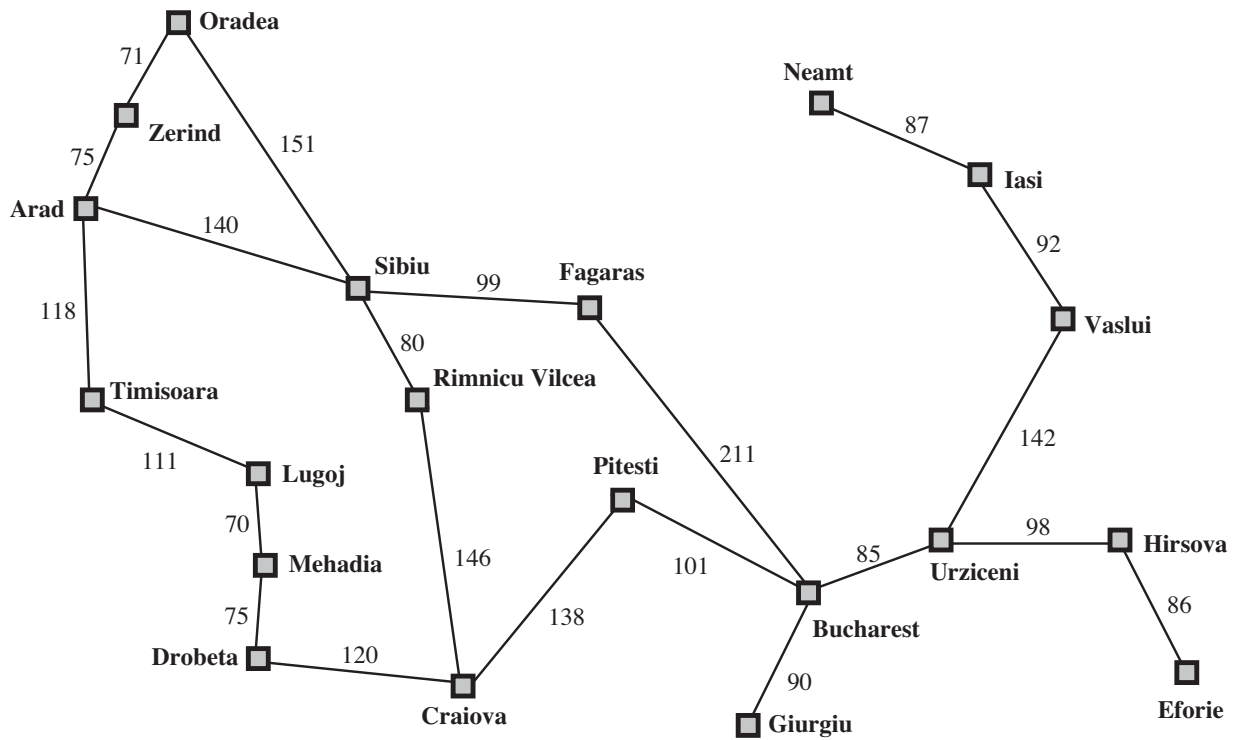 Oradea
71
Neamt
87
Zerind
151
75
Iasi
Arad
140
92
Sibiu
Fagaras
99
118
Vaslui
80
Timisoara
Rimnicu Vilcea
142
211
111
Lugoj
Pitesti
70
98
Hirsova
Mehadia
146
101
85
Urziceni
86
75
138
Bucharest
Drobeta
120
90
Craiova
Giurgiu
Eforie